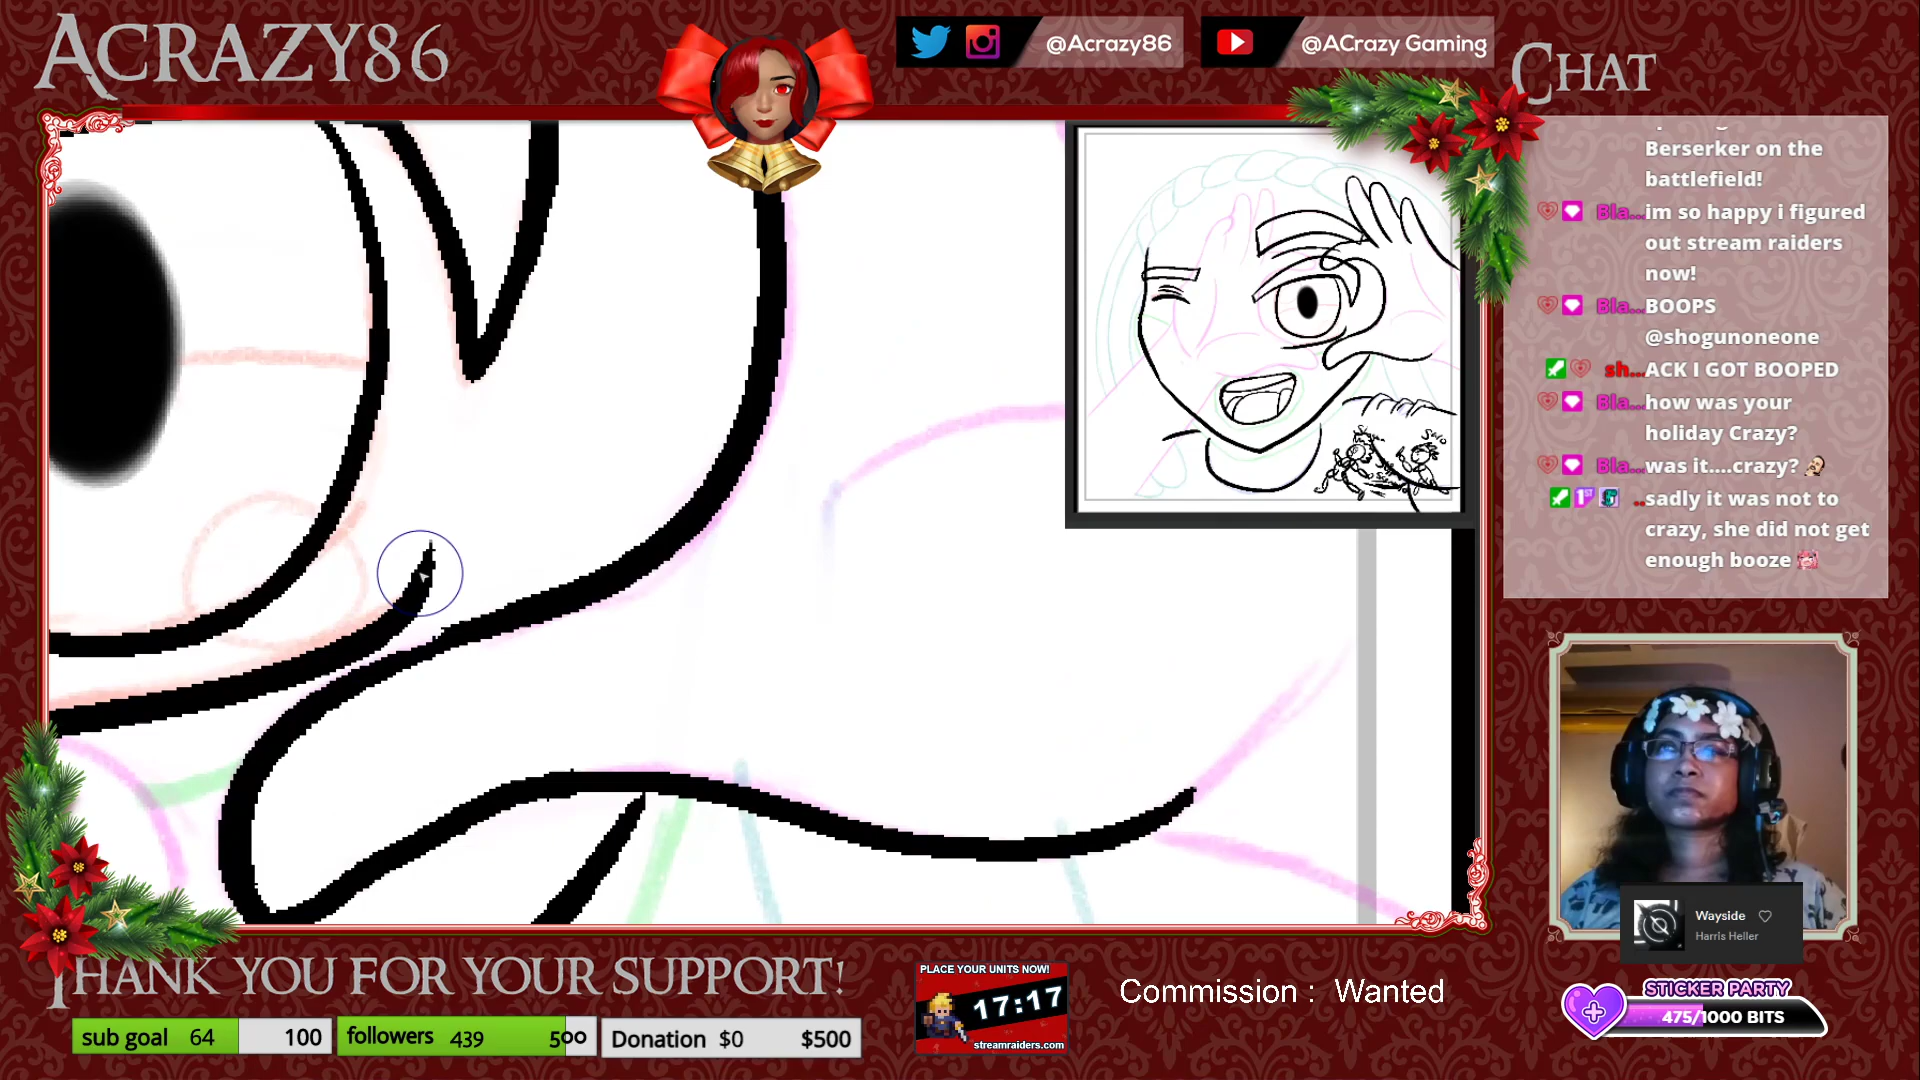 ACRAZY86
@Acrazy86
@ACrazy Gaming
CHAT
Berserker on the
battlefield!
Bla...im so happy i figured
out stream raiders
now!
Bla...BOOPS
@shogunoneone
sh...ACK I GOT BOOPED
Bla...how was your
holiday Crazy?
Bla...was it....crazy?
1ST ..sadly it was not to
crazy, she did not get
enough booze
Wayside
Harris Heller
THANK YOU FOR YOUR SUPPORT!
sub goal 64 100
followers 439 500
Donation $0 $500
PLACE YOUR UNITS NOW!
17:17
streamraiders.com
Commission : Wanted
STICKER PARTY
475/1000 BITS